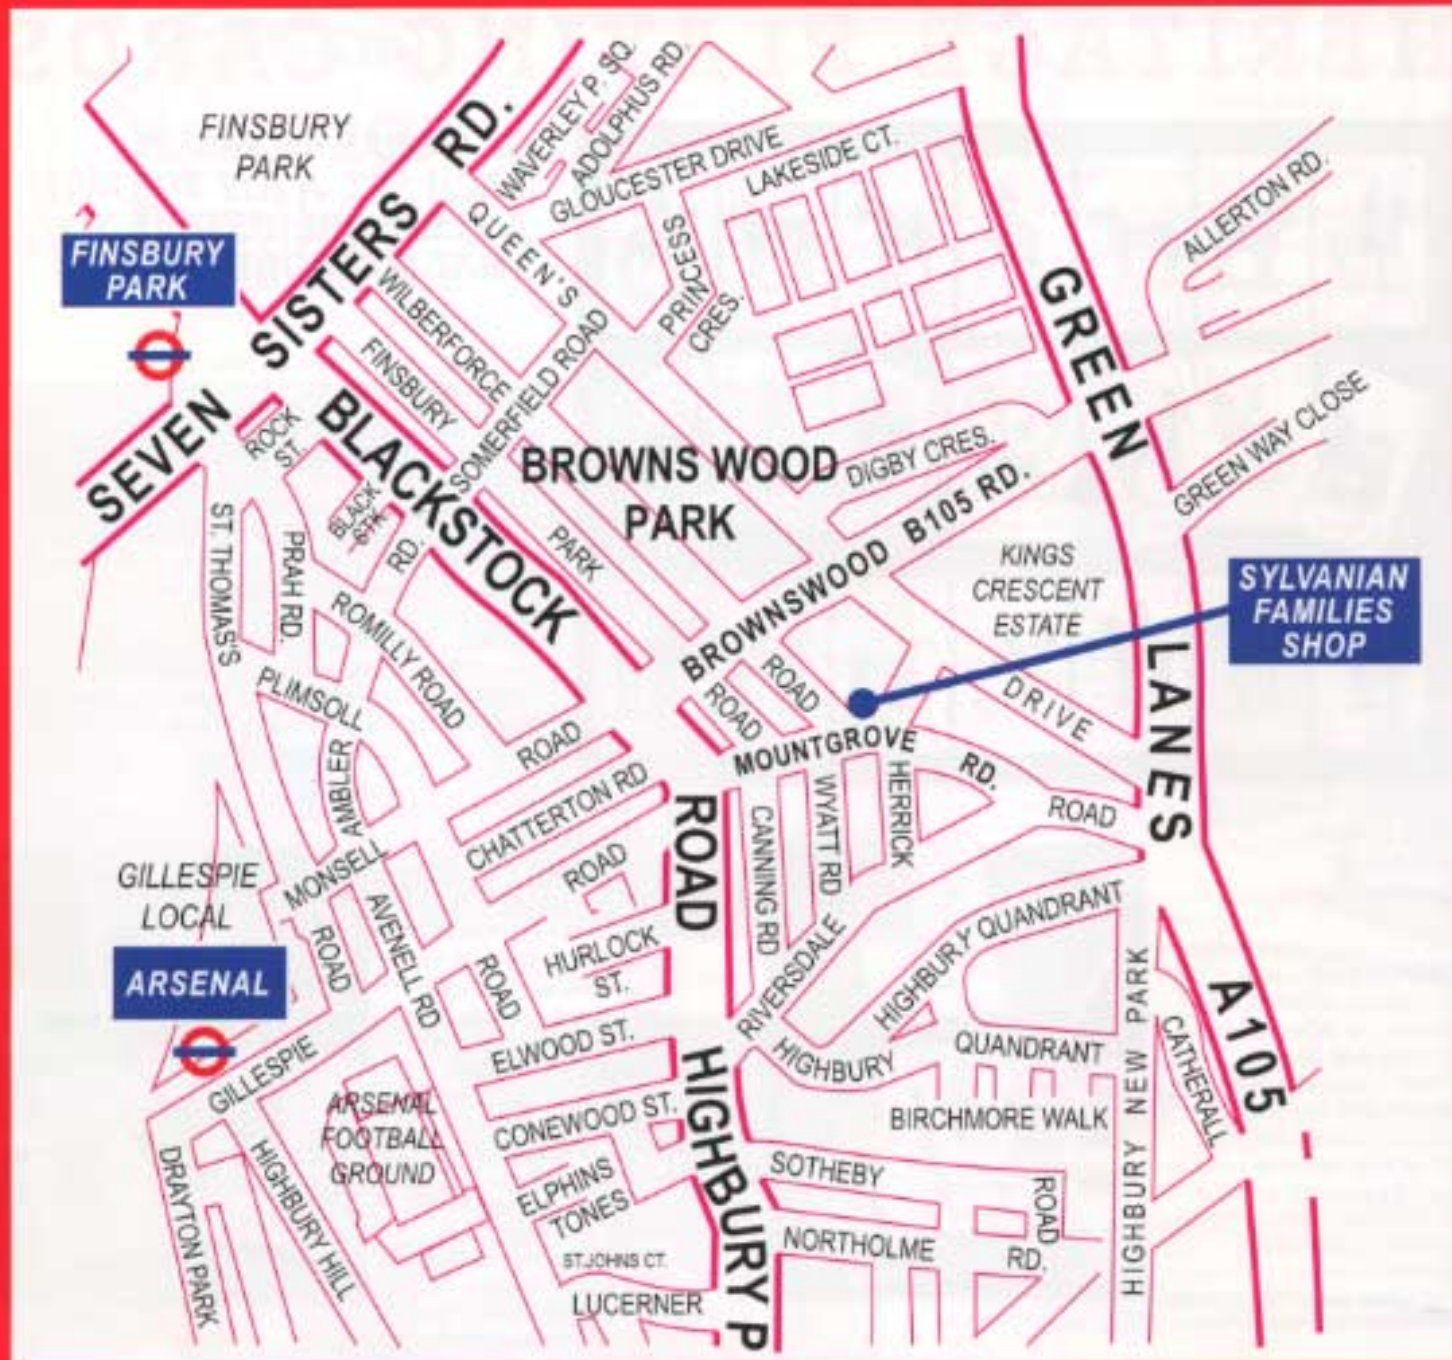 FINSBURY
PARK
SEVEN SISTERS RD.
WAVERLEY P. SQ.
ADOLPHUS RD.
GLOUCESTER DRIVE
LAKESIDE CT.
QUEEN'S
PRINCESS
CRES.
ALLERTON RD.
FINSBURY
PARK
WILBERFORCE
FINSBURY
SOMERFIELD ROAD
GREEN
ROCK
ST.
BLACKSTOCK
BLACK
STK
RD.
BROWNS WOOD
PARK
DIGBY CRES.
GREEN WAY CLOSE
BROWNSWOOD B105 RD.
PARK
KINGS
CRESCENT
ESTATE
SYLVANIAN
FAMILIES
SHOP
ST. THOMAS'S
PRAH RD.
ROMILLY ROAD
PLIMSOLL
ROAD
ROAD
ROAD
DRIVE
LANES
AMBLER
CHATTERTON RD
MOUNTGROVE
RD.
HERRICK
WYATT RD
CANNING RD
ROAD
ROAD
MONSELL
ROAD
GILLESPIE
LOCAL
ROAD
AVENELL RD
ROAD
HURLOCK
ST.
RIVERSDALE
HIGHBURY QUANDRANT
ARSENAL
GILLESPIE
ELWOOD ST.
HIGHBURY
QUANDRANT
HIGHBURY NEW PARK
CATHERALL
A105
ARSENAL
FOOTBALL
GROUND
CONEWOOD ST.
BIRCHMORE WALK
DRAYTON PARK
HIGHBURY HILL
ELPHINS
TONES
HIGHBURY P
SOTHEBY
ROAD
NORTHOLME
RD.
ST.JOHNS CT.
LUCERNER